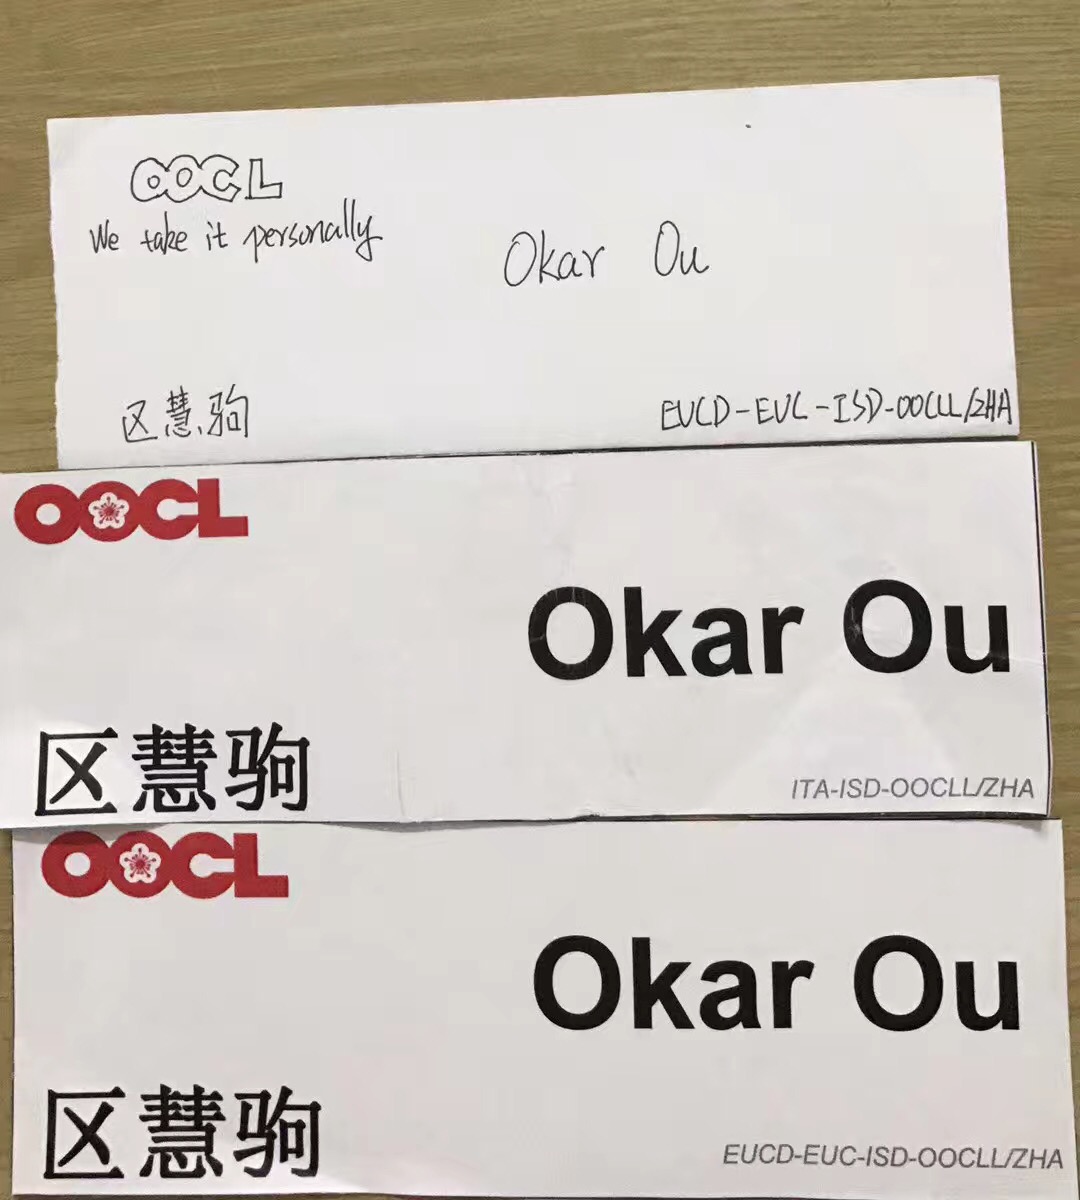 OOCL
We take it personally
Okar Ou
区慧驹
EUCD-EUC-ISD-OOCLL/ZHA
OOCL
Okar Ou
区慧驹
ITA-ISD-OOCLL/ZHA
OOCL
Okar Ou
区慧驹
EUCD-EUC-ISD-OOCLL/ZHA